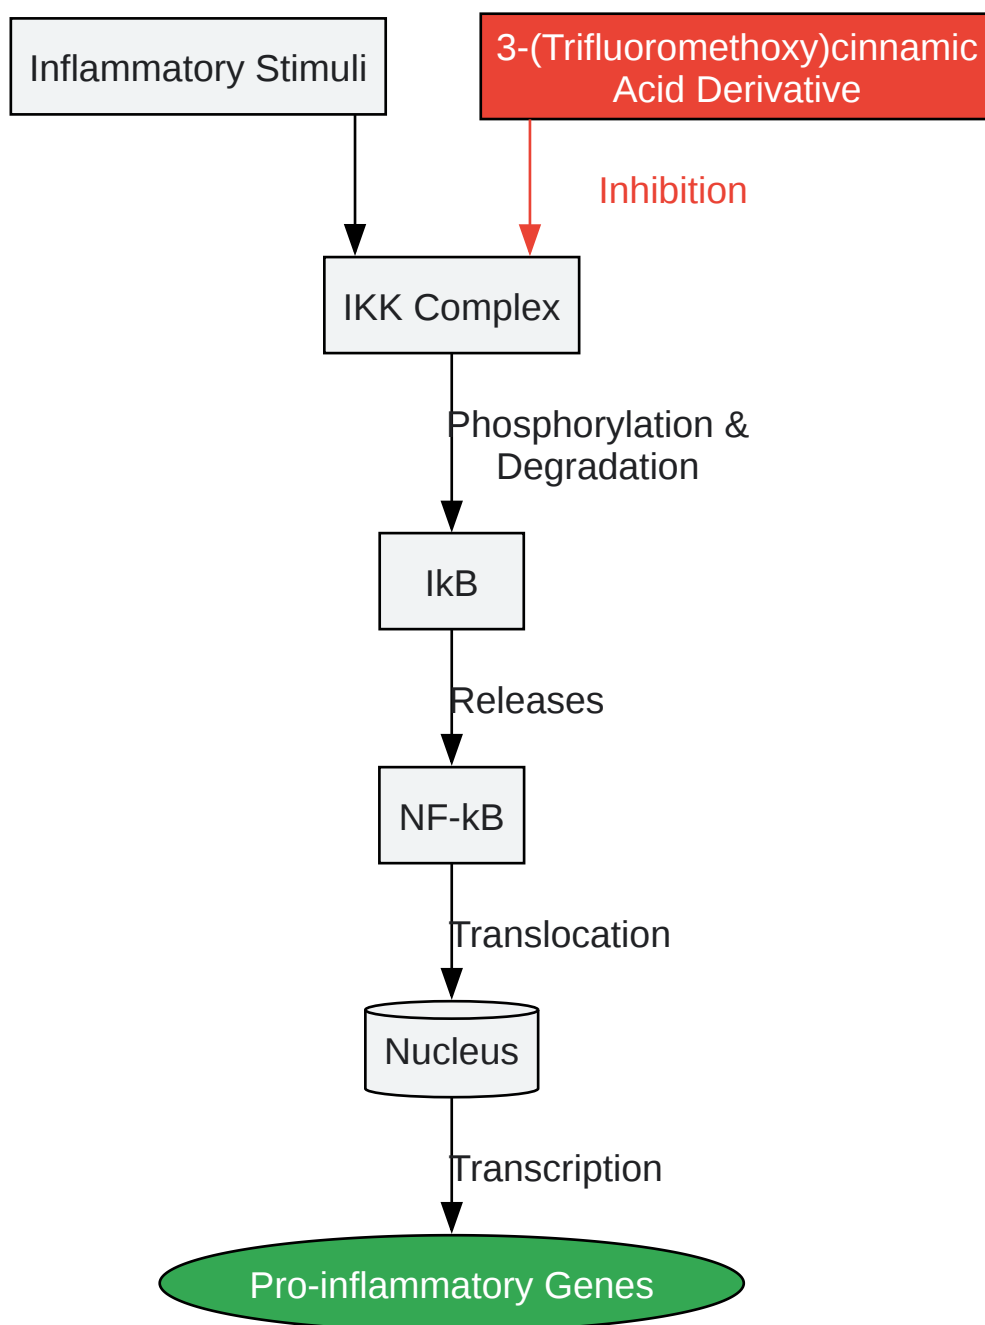 Inflammatory Stimuli
3-(Trifluoromethoxy)cinnamic
Acid Derivative
Inhibition
IKK Complex
Phosphorylation &
Degradation
IkB
Releases
NF-kB
Translocation
Nucleus
Transcription
Pro-inflammatory Genes